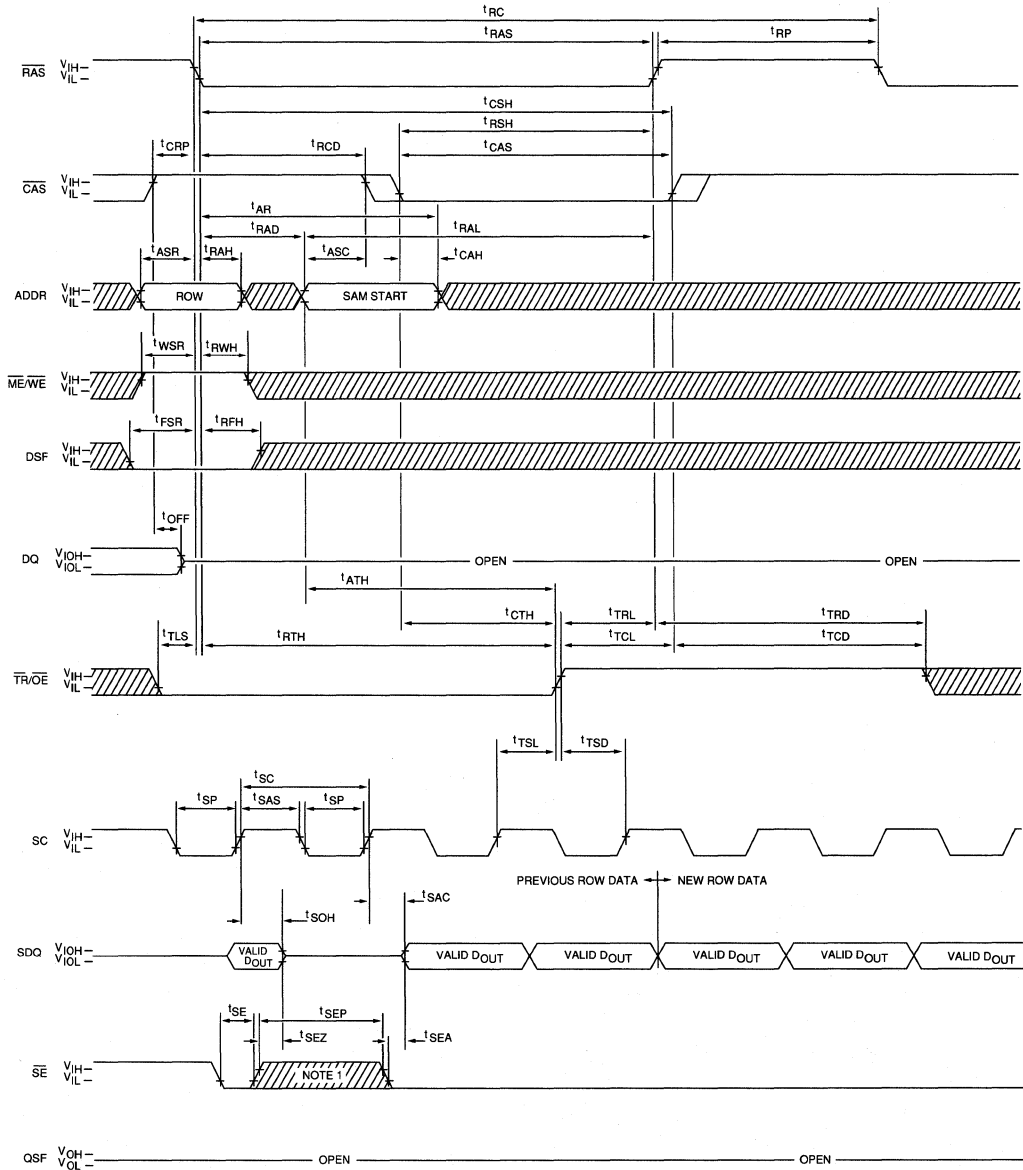 tRC
tRAS
tRP
RAS VIH VIL
tCSH
tRSH
tCRP tRCD tCAS
CAS VIH VIL
tAR
tRAD tRAL
tASR tRAH tASC tCAH
ADDR VIH VIL ROW SAM START
tWSR tRWH
ME/WE VIH VIL
tFSR tRFH
DSF VIH VIL
tOFF
DQ VIOH VIOL OPEN OPEN
tATH
tCTH tTRL tTRD
tTLS tRTH tTCL tTCD
TR/OE VIH VIL
tTSL tTSD
tSC
tSP tSAS tSP
SC VIH VIL
PREVIOUS ROW DATA NEW ROW DATA
tSAC
tSOH
SDQ VIOH VIOL VALID DOUT VALID DOUT VALID DOUT VALID DOUT VALID DOUT VALID DOUT
tSE tSEP
tSEZ tSEA
SE VIH VIL NOTE 1
QSF VOH VOL OPEN OPEN